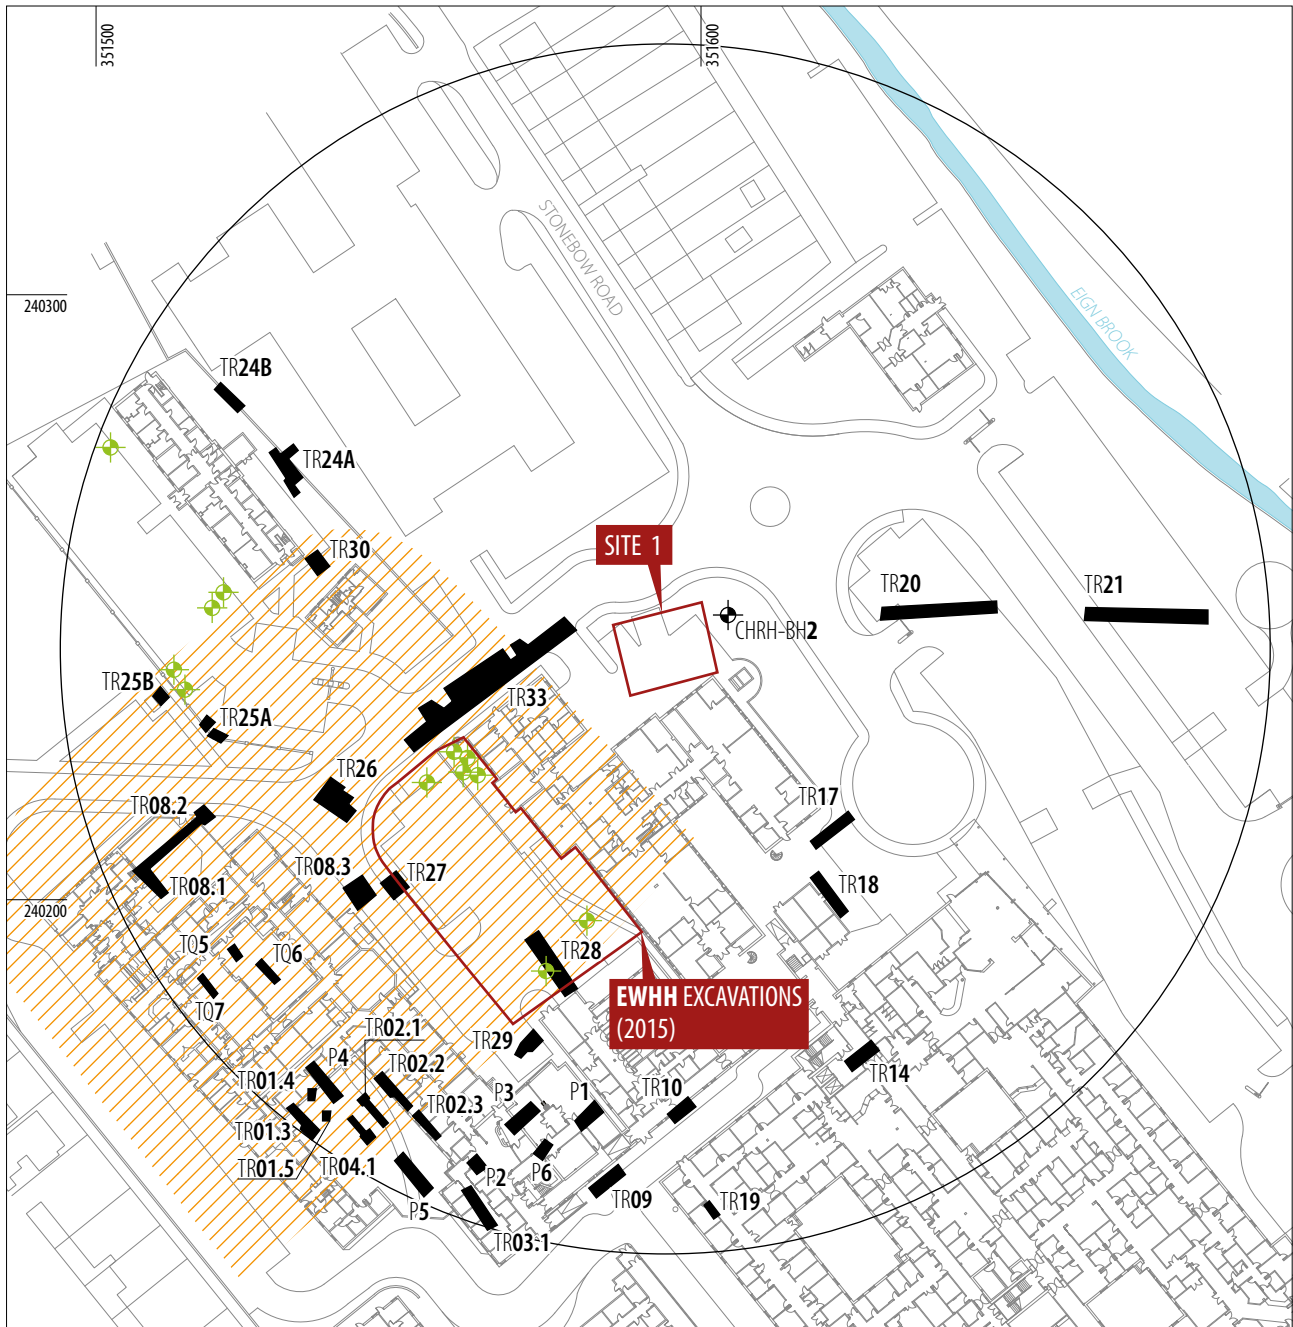 351500
351600
STONEBOW ROAD
EIGN BROOK
240300
TR24B
TR24A
SITE 1
TR30
TR20
TR21
CHRH-BH2
TR25B
TR25A
TR33
TR26
TR08.2
TR17
TR08.3
TR27
TR08.1
TR18
240200
TQ5
TQ6
TR28
TQ7
EWHH EXCAVATIONS
(2015)
TR02.1
TR29
P4
TR02.2
TR01.4
TR14
P3
P1
TR10
TR02.3
TR01.3
TR01.5
TR04.1
P2
P6
TR09
P5
TR19
TR03.1